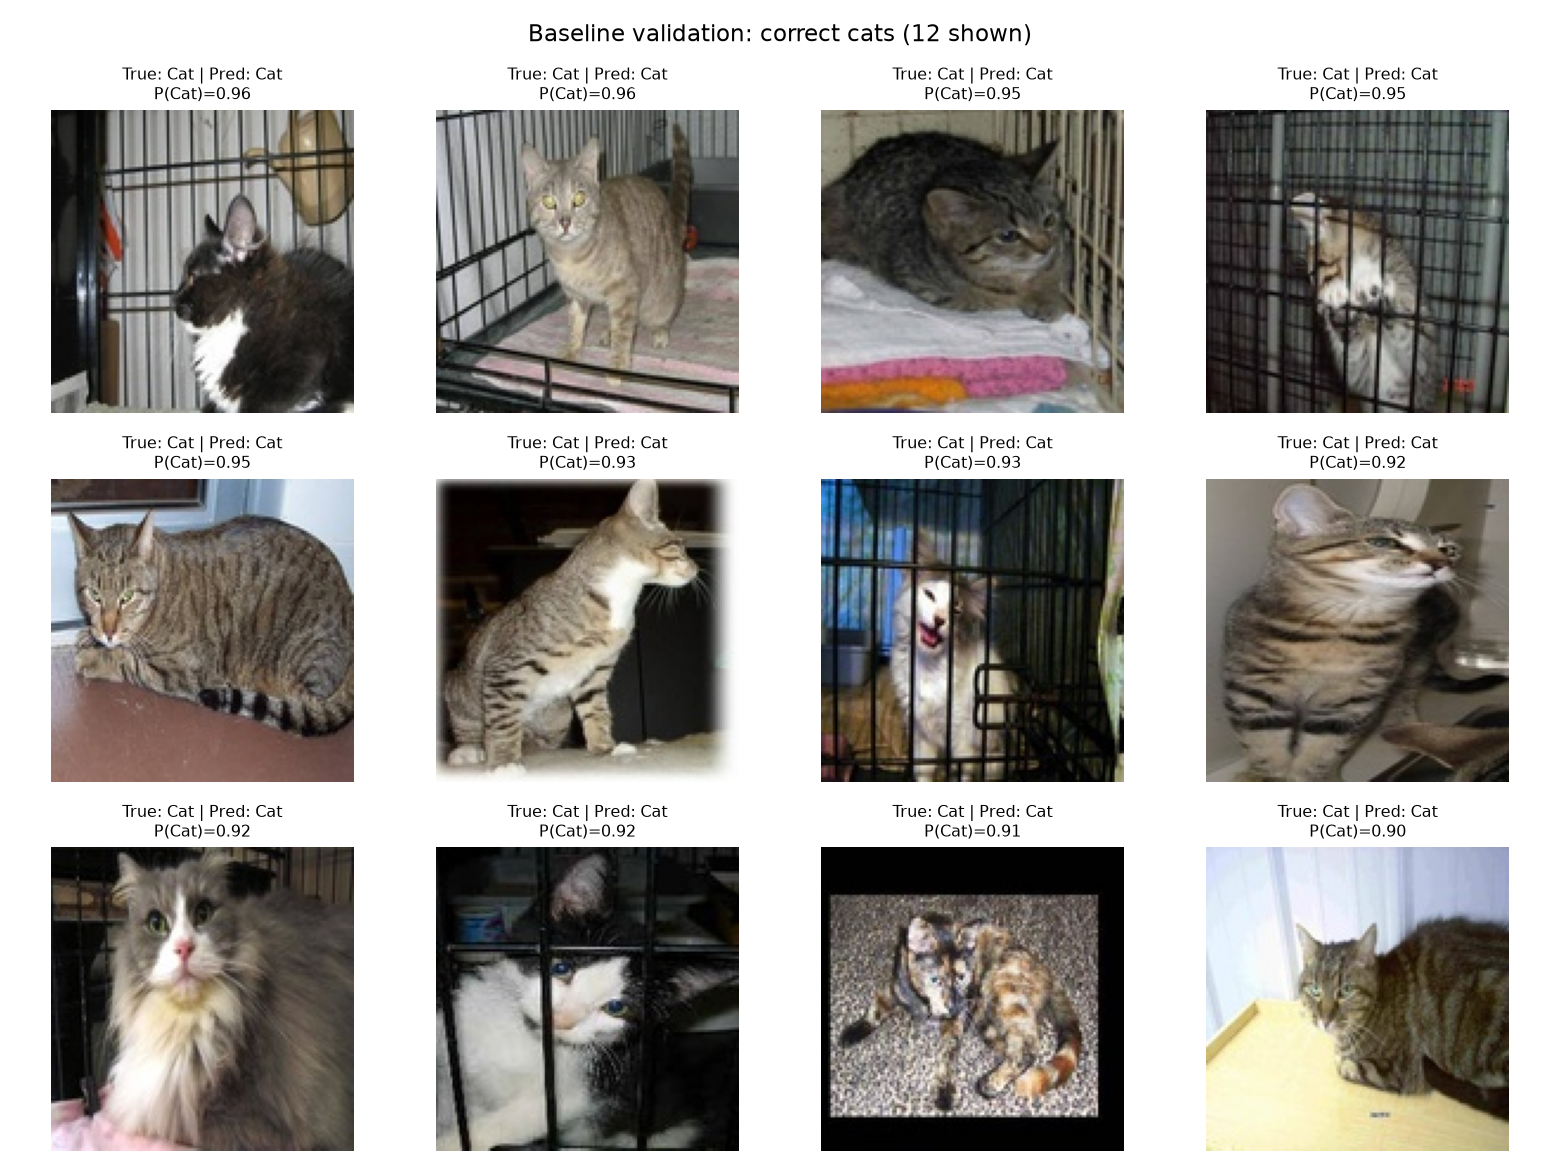 Baseline validation: correct cats (12 shown)
True: Cat | Pred: Cat
P(Cat)=0.96
True: Cat | Pred: Cat
P(Cat)=0.96
True: Cat | Pred: Cat
P(Cat)=0.95
True: Cat | Pred: Cat
P(Cat)=0.95
True: Cat | Pred: Cat
P(Cat)=0.95
True: Cat | Pred: Cat
P(Cat)=0.93
True: Cat | Pred: Cat
P(Cat)=0.93
True: Cat | Pred: Cat
P(Cat)=0.92
True: Cat | Pred: Cat
P(Cat)=0.92
True: Cat | Pred: Cat
P(Cat)=0.92
True: Cat | Pred: Cat
P(Cat)=0.91
True: Cat | Pred: Cat
P(Cat)=0.90